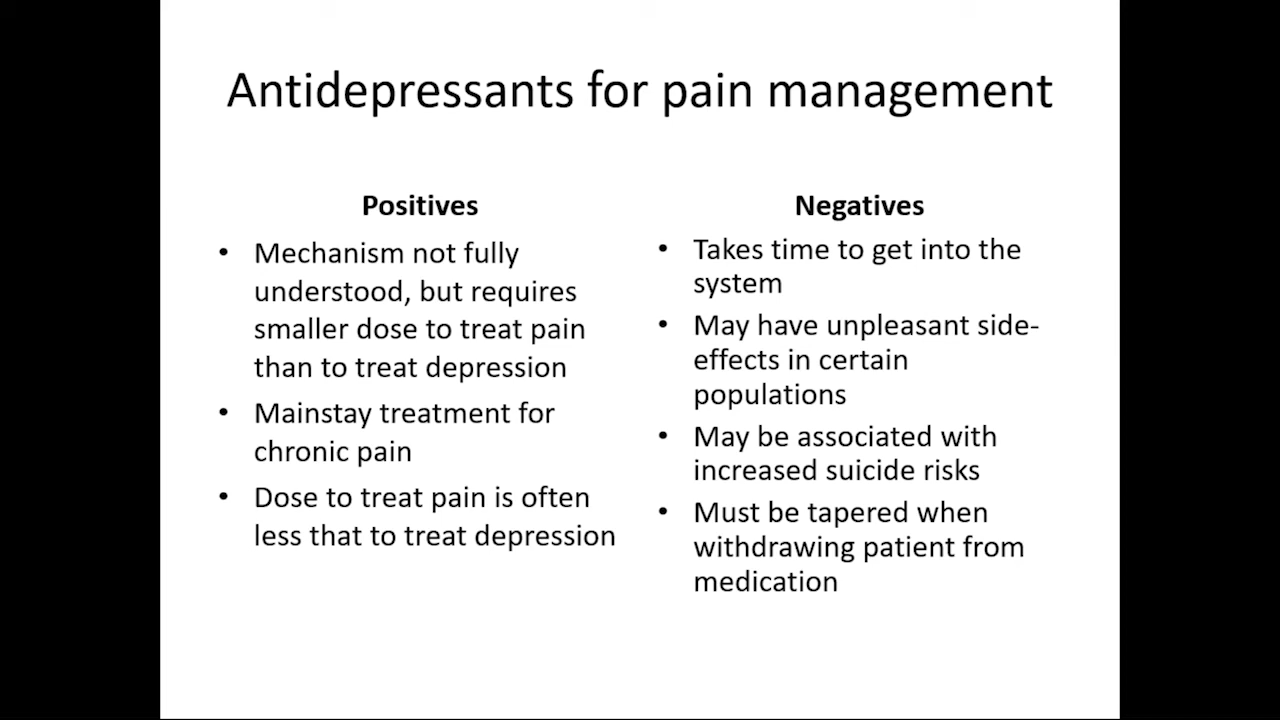 Antidepressants for pain management
Positives
• Mechanism not fully
understood, but requires
smaller dose to treat pain
than to treat depression
• Mainstay treatment for
chronic pain
• Dose to treat pain is often
less that to treat depression
Negatives
• Takes time to get into the
system
• May have unpleasant side-
effects in certain
populations
• May be associated with
increased suicide risks
• Must be tapered when
withdrawing patient from
medication